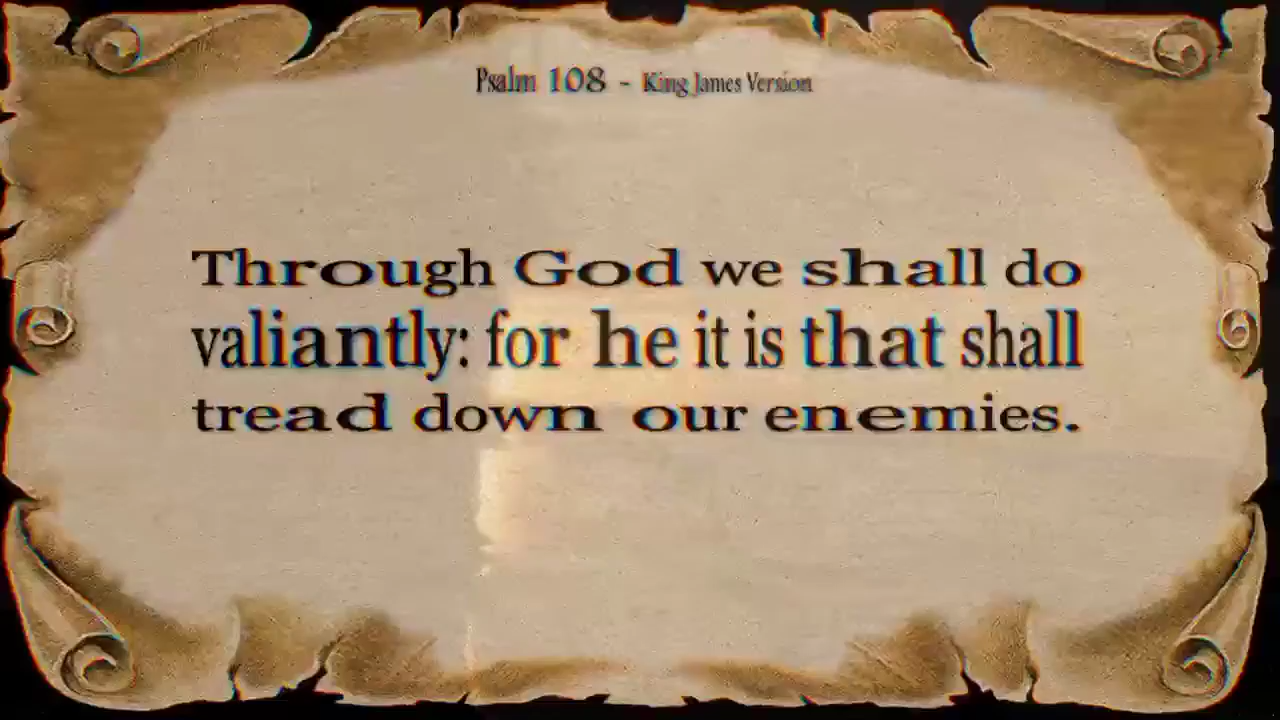 Psalm 108 - King James Version
Through God we shall do
valiantly: for he it is that shall
tread down our enemies.